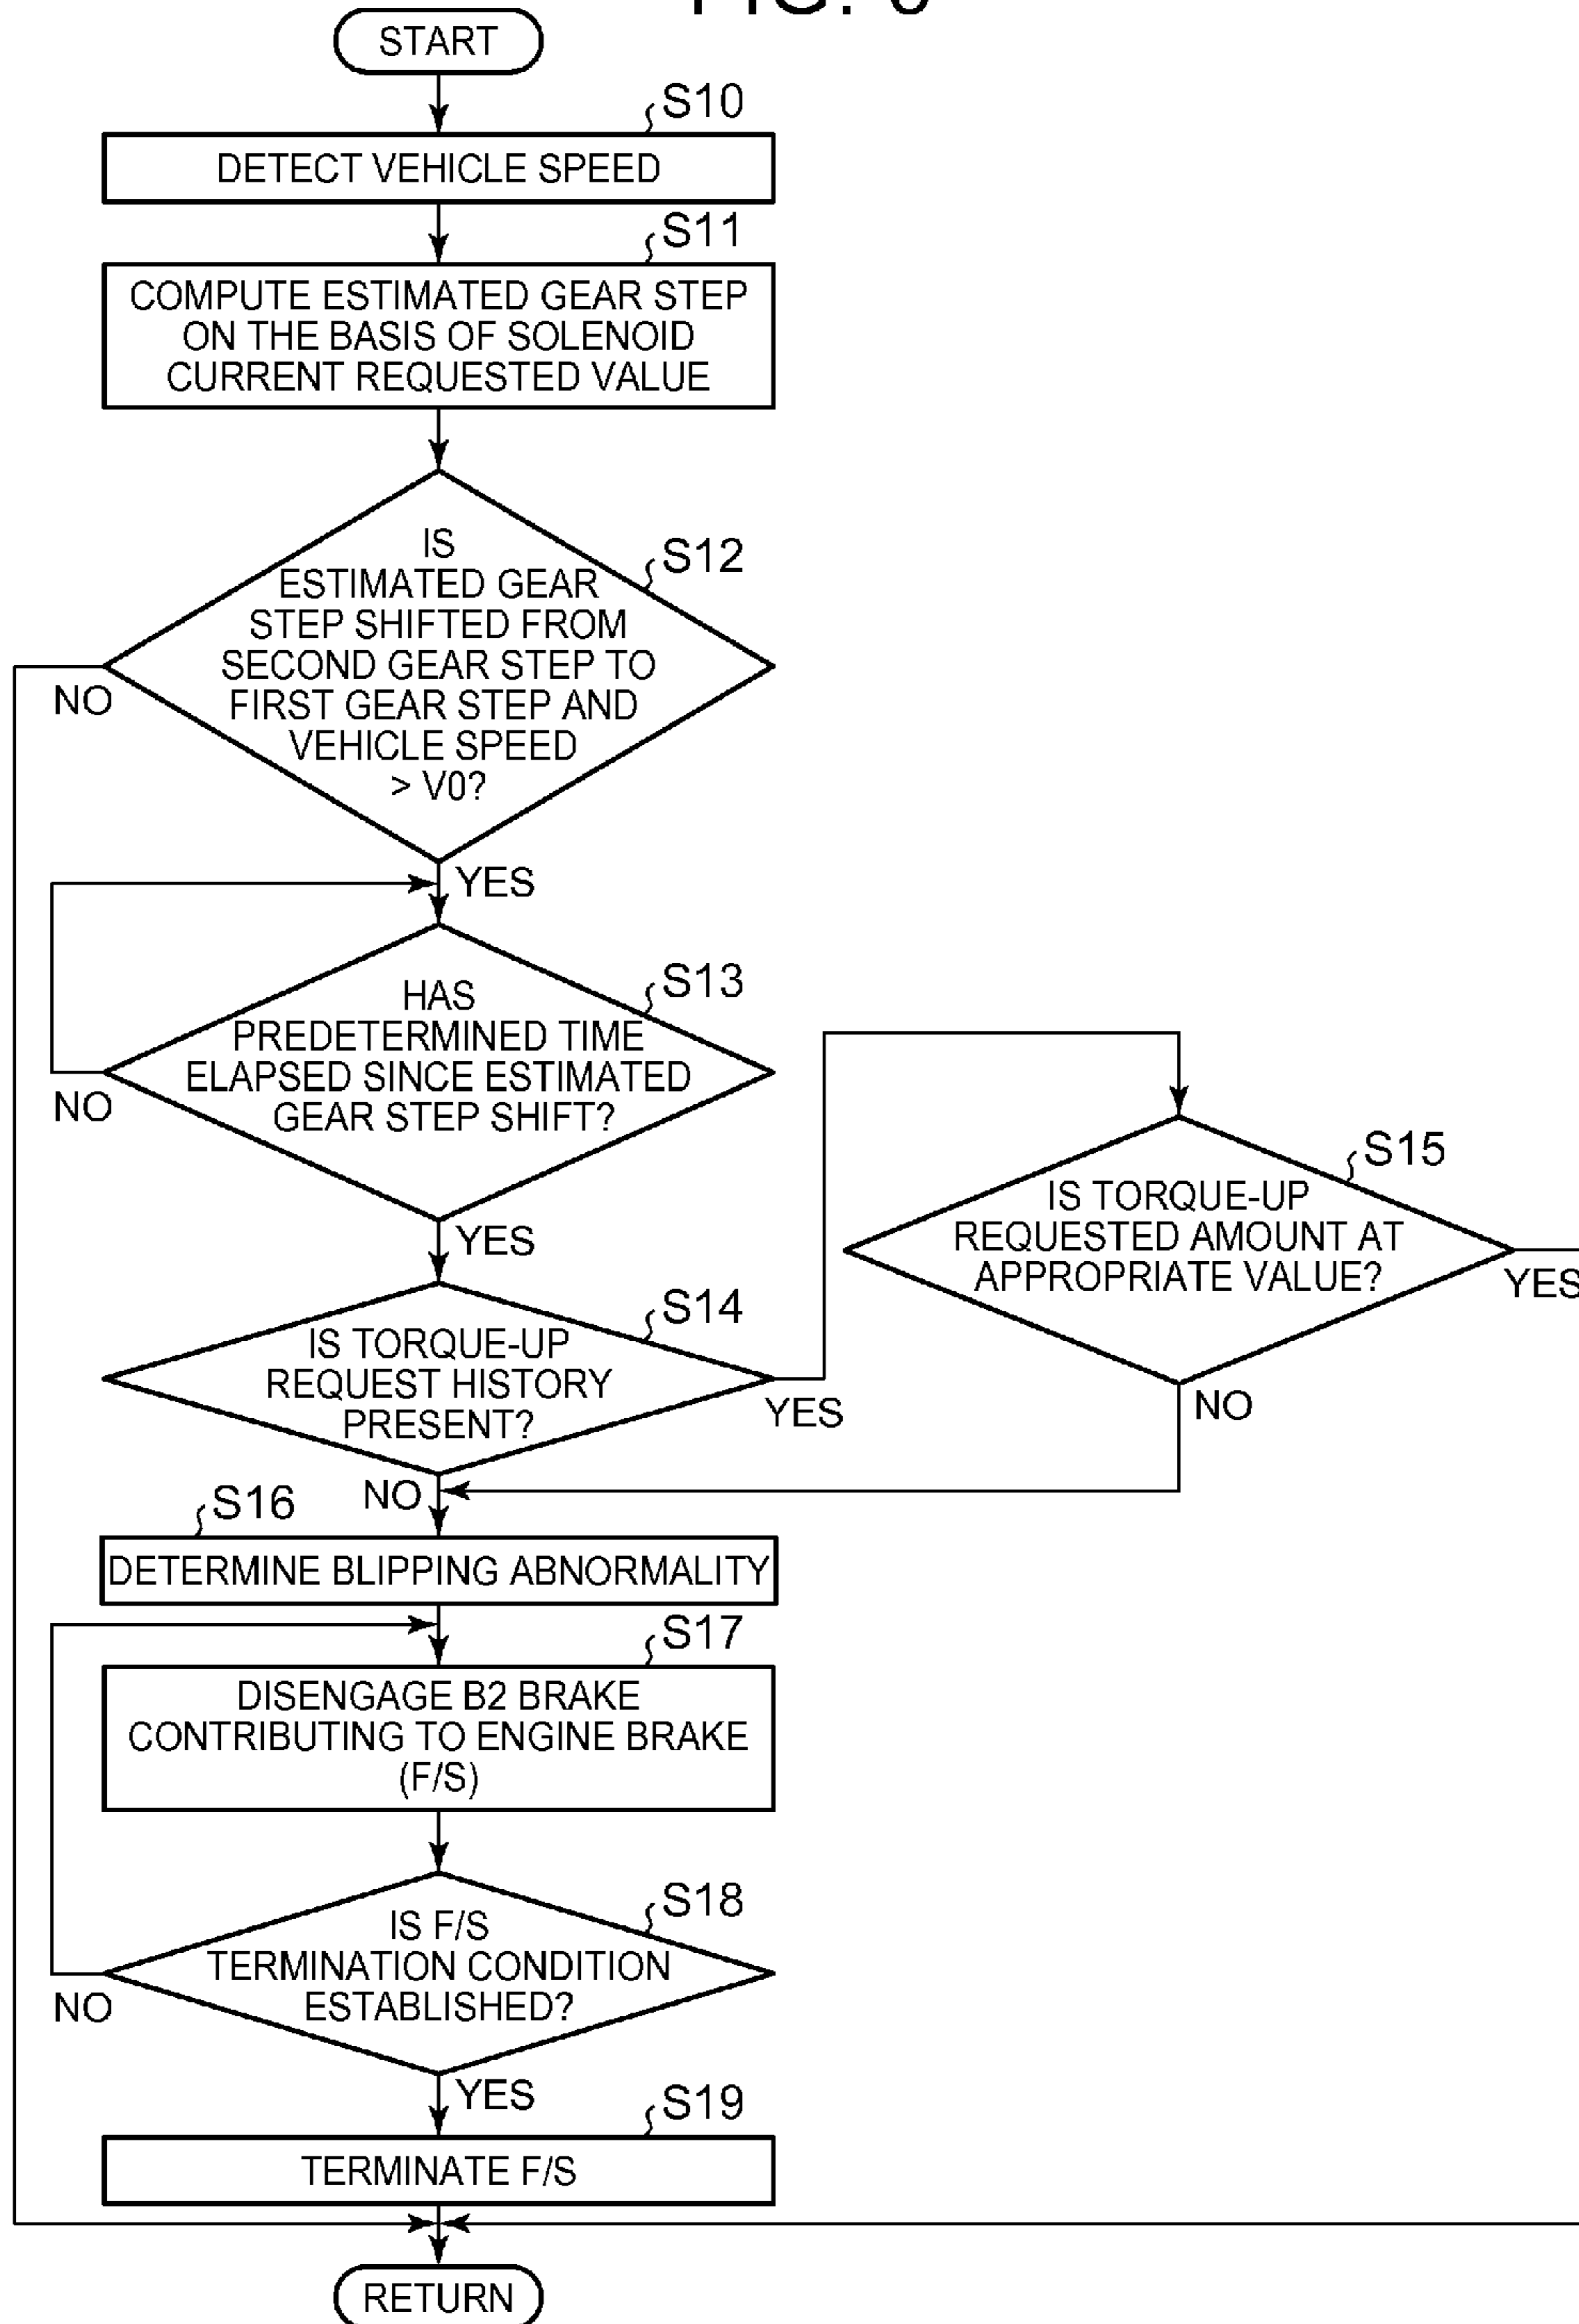 START
S10
DETECT VEHICLE SPEED
S11
COMPUTE ESTIMATED GEAR STEP
ON THE BASIS OF SOLENOID
CURRENT REQUESTED VALUE
S12
IS
ESTIMATED GEAR
STEP SHIFTED FROM
SECOND GEAR STEP TO
FIRST GEAR STEP AND
VEHICLE SPEED
> V0?
NO
YES
S13
HAS
PREDETERMINED TIME
ELAPSED SINCE ESTIMATED
GEAR STEP SHIFT?
NO
YES
S14
IS TORQUE-UP
REQUEST HISTORY
PRESENT?
YES
NO
S15
IS TORQUE-UP
REQUESTED AMOUNT AT
APPROPRIATE VALUE?
YES
NO
S16
DETERMINE BLIPPING ABNORMALITY
S17
DISENGAGE B2 BRAKE
CONTRIBUTING TO ENGINE BRAKE
(F/S)
S18
IS F/S
TERMINATION CONDITION
ESTABLISHED?
NO
YES
S19
TERMINATE F/S
RETURN